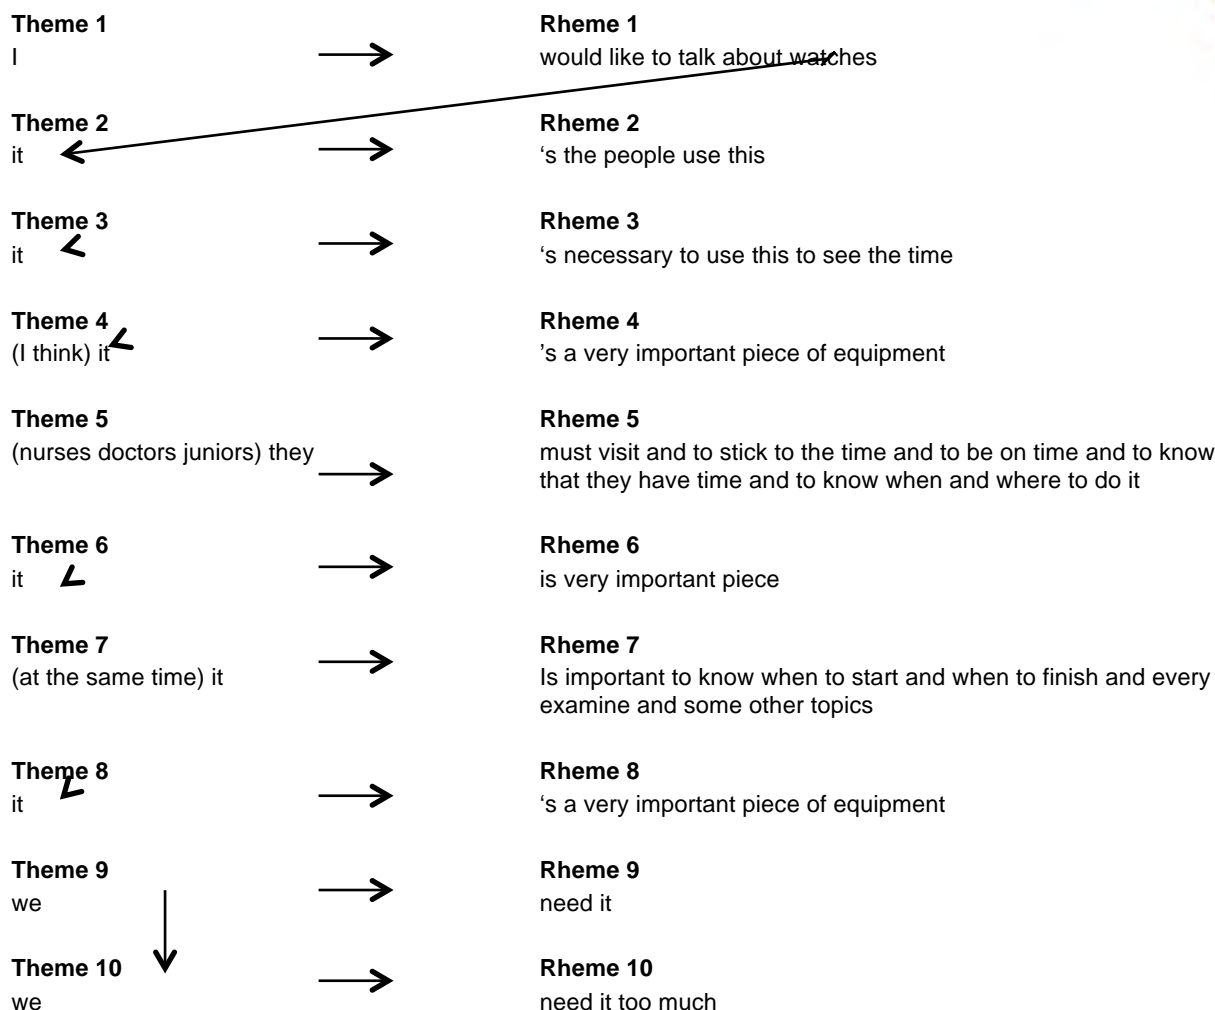 Theme 1 Rheme 1
I would like to talk about watches
Theme 2 Rheme 2
it ‘s the people use this
Theme 3 Rheme 3
it ‘s necessary to use this to see the time
Theme 4 Rheme 4
(I think) it ’s a very important piece of equipment
Theme 5 Rheme 5
(nurses doctors juniors) they must visit and to stick to the time and to be on time and to know
that they have time and to know when and where to do it
Theme 6 Rheme 6
it is very important piece
Theme 7 Rheme 7
(at the same time) it Is important to know when to start and when to finish and every
examine and some other topics
Theme 8 Rheme 8
it ‘s a very important piece of equipment
Theme 9 Rheme 9
we need it
Theme 10 Rheme 10
we need it too much